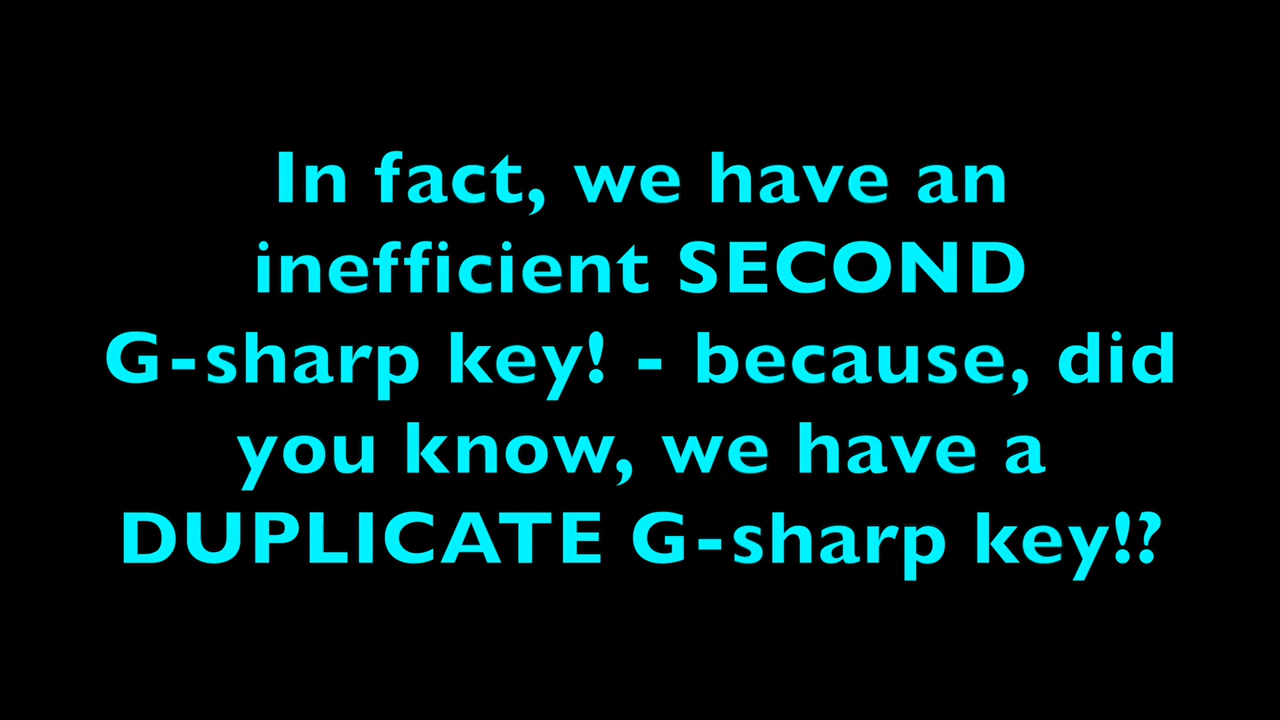 In fact, we have an
inefficient SECOND
G-sharp key! - because, did
you know, we have a
DUPLICATE G-sharp key!?